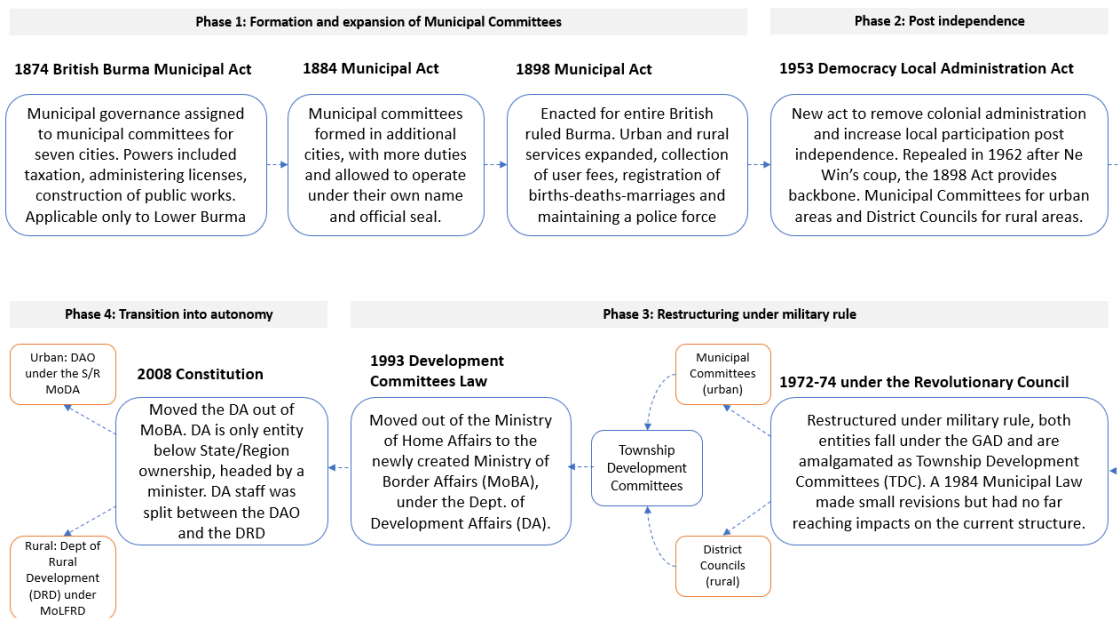 Phase 1: Formation and expansion of Municipal Committees
Phase 2: Post independence
1874 British Burma Municipal Act
Municipal governance assigned
to municipal committees for
seven cities. Powers included
taxation, administering licenses,
construction of public works.
Applicable only to Lower Burma
1884 Municipal Act
Municipal committees
formed in additional
cities, with more duties
and allowed to operate
under their own name
and official seal.
1898 Municipal Act
Enacted for entire British
ruled Burma. Urban and rural
services expanded, collection
of user fees, registration of
births-deaths-marriages and
maintaining a police force
1953 Democracy Local Administration Act
New act to remove colonial administration
and increase local participation post
independence. Repealed in 1962 after Ne
Win’s coup, the 1898 Act provides
backbone. Municipal Committees for urban
areas and District Councils for rural areas.
Phase 4: Transition into autonomy
Phase 3: Restructuring under military rule
1972-74 under the Revolutionary Council
Restructured under military rule, both
entities fall under the GAD and are
amalgamated as Township Development
Committees (TDC). A 1984 Municipal Law
made small revisions but had no far
reaching impacts on the current structure.
Municipal
Committees
(urban)
District
Councils
(rural)
Township
Development
Committees
1993 Development
Committees Law
Moved out of the Ministry
of Home Affairs to the
newly created Ministry of
Border Affairs (MoBA),
under the Dept. of
Development Affairs (DA).
2008 Constitution
Moved the DA out of
MoBA. DA is only entity
below State/Region
ownership, headed by a
minister. DA staff was
split between the DAO
and the DRD
Urban: DAO
under the S/R
MoDA
Rural: Dept of
Rural
Development
(DRD) under
MoLFRD